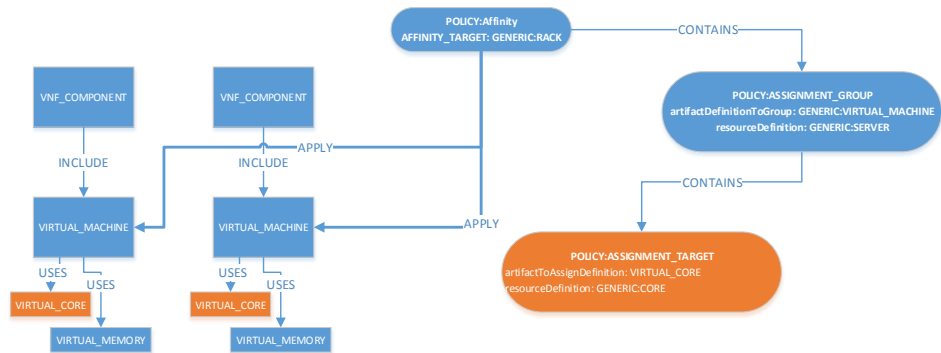 POLICY:Affinity
AFFINITY_TARGET: GENERIC:RACK
CONTAINS
VNF_COMPONENT
VNF_COMPONENT
POLICY:ASSIGNMENT_GROUP
artifactDefinitionToGroup: GENERIC:VIRTUAL_MACHINE
resourceDefinition: GENERIC:SERVER
APPLY
INCLUDE
INCLUDE
CONTAINS
VIRTUAL_MACHINE
VIRTUAL_MACHINE
APPLY
POLICY:ASSIGNMENT_TARGET
artifactToAssignDefinition: VIRTUAL_CORE
resourceDefinition: GENERIC:CORE
USES
USES
USES
USES
VIRTUAL_CORE
VIRTUAL_CORE
VIRTUAL_MEMORY
VIRTUAL_MEMORY